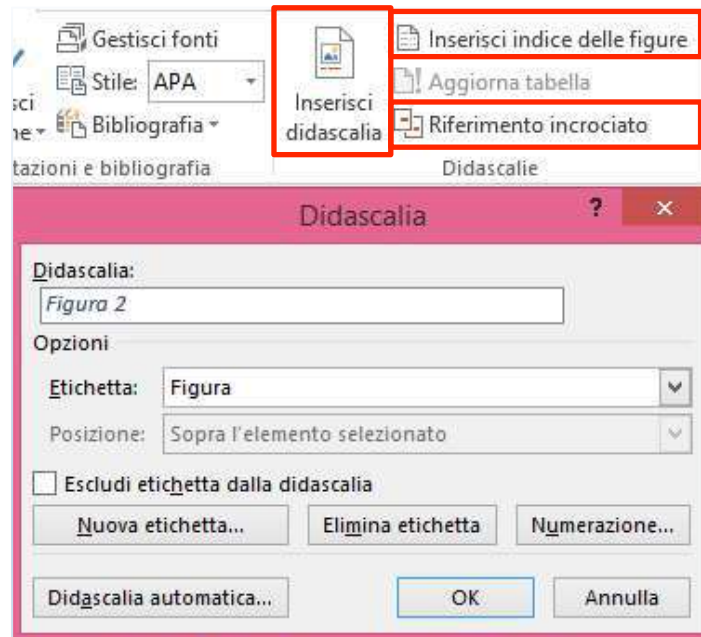 Gestisci fonti
Stile: APA
Bibliografia
Inserisci didascalia
Inserisci indice delle figure
Aggiorna tabella
Riferimento incrociato
sci
ne
tazioni e bibliografia
Didascalie
Didascalia ? ×
Didascalia:
Figura 2
Opzioni
Etichetta: Figura
Posizione: Sopra l'elemento selezionato
Escludi etichetta dalla didascalia
Nuova etichetta... Elimina etichetta Numerazione...
Didascalia automatica... OK Annulla